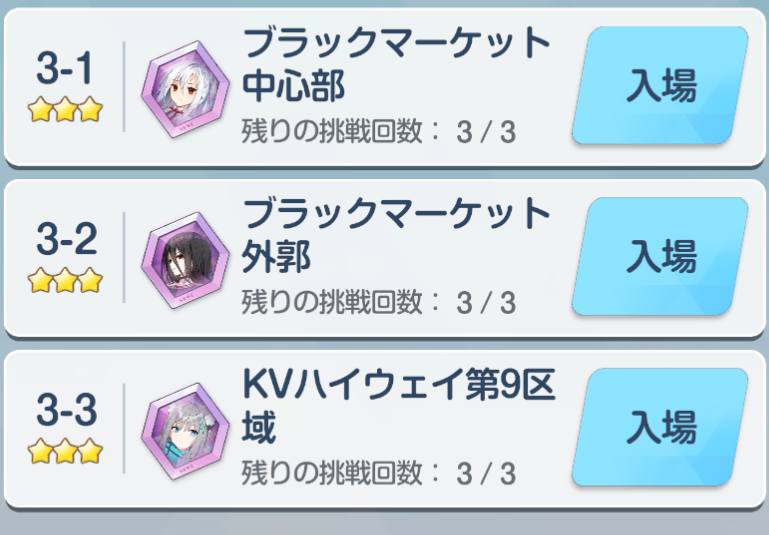 3-1
ブラックマーケット
中心部
残りの挑戦回数： 3 / 3
入場
3-2
ブラックマーケット
外郭
残りの挑戦回数： 3 / 3
入場
3-3
KVハイウェイ第9区
域
残りの挑戦回数： 3 / 3
入場